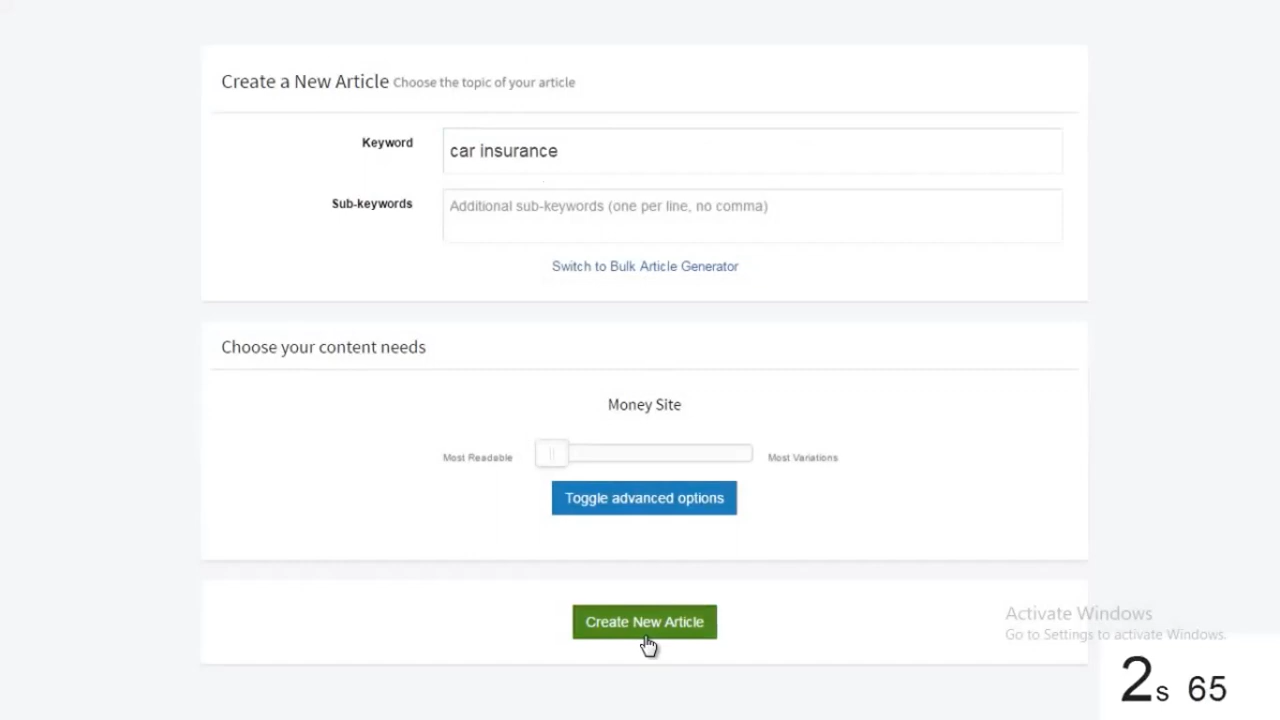 Create a New Article Choose the topic of your article
Keyword
car insurance
Sub-keywords
Additional sub-keywords (one per line, no comma)
Switch to Bulk Article Generator
Choose your content needs
Money Site
Most Readable
Most Variations
Toggle advanced options
Create New Article
Activate Windows
Go to Settings to activate Windows.
2s 65